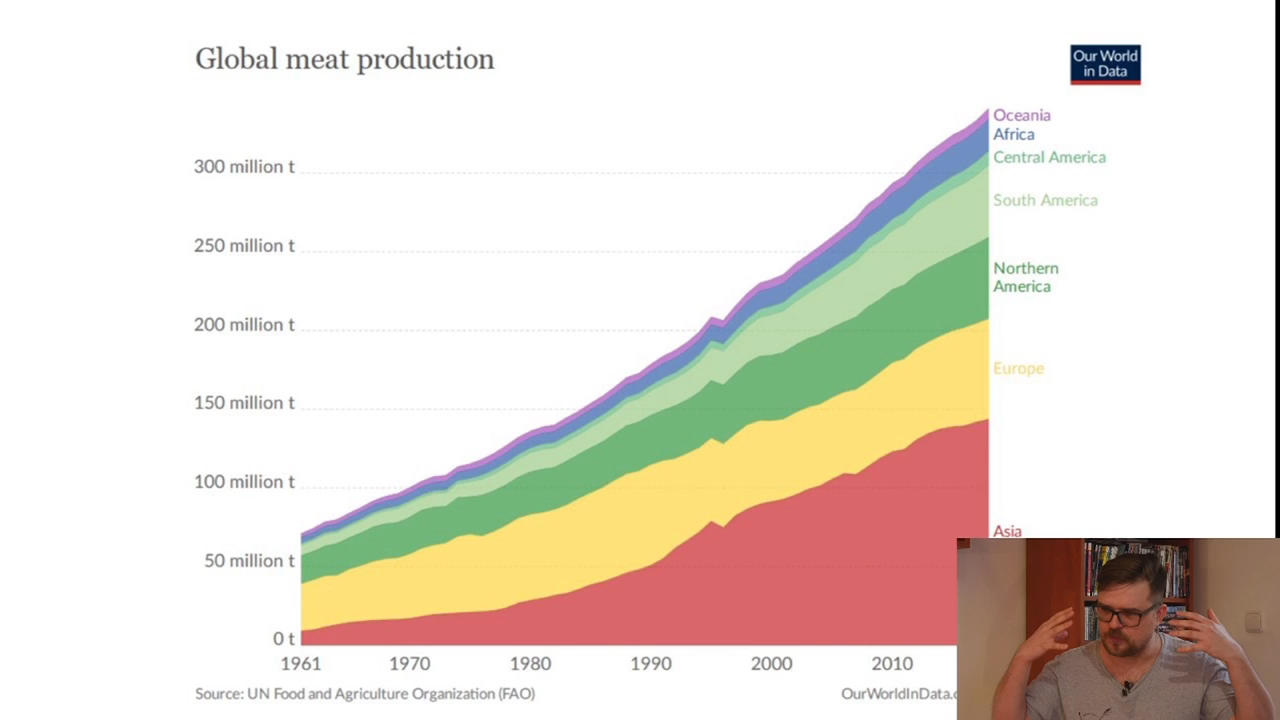 Global meat production
Our World
in Data
Oceania
Africa
Central America
South America
Northern
America
Europe
Asia
300 million t
250 million t
200 million t
150 million t
100 million t
50 million t
0 t
1961 1970 1980 1990 2000 2010
Source: UN Food and Agriculture Organization (FAO)